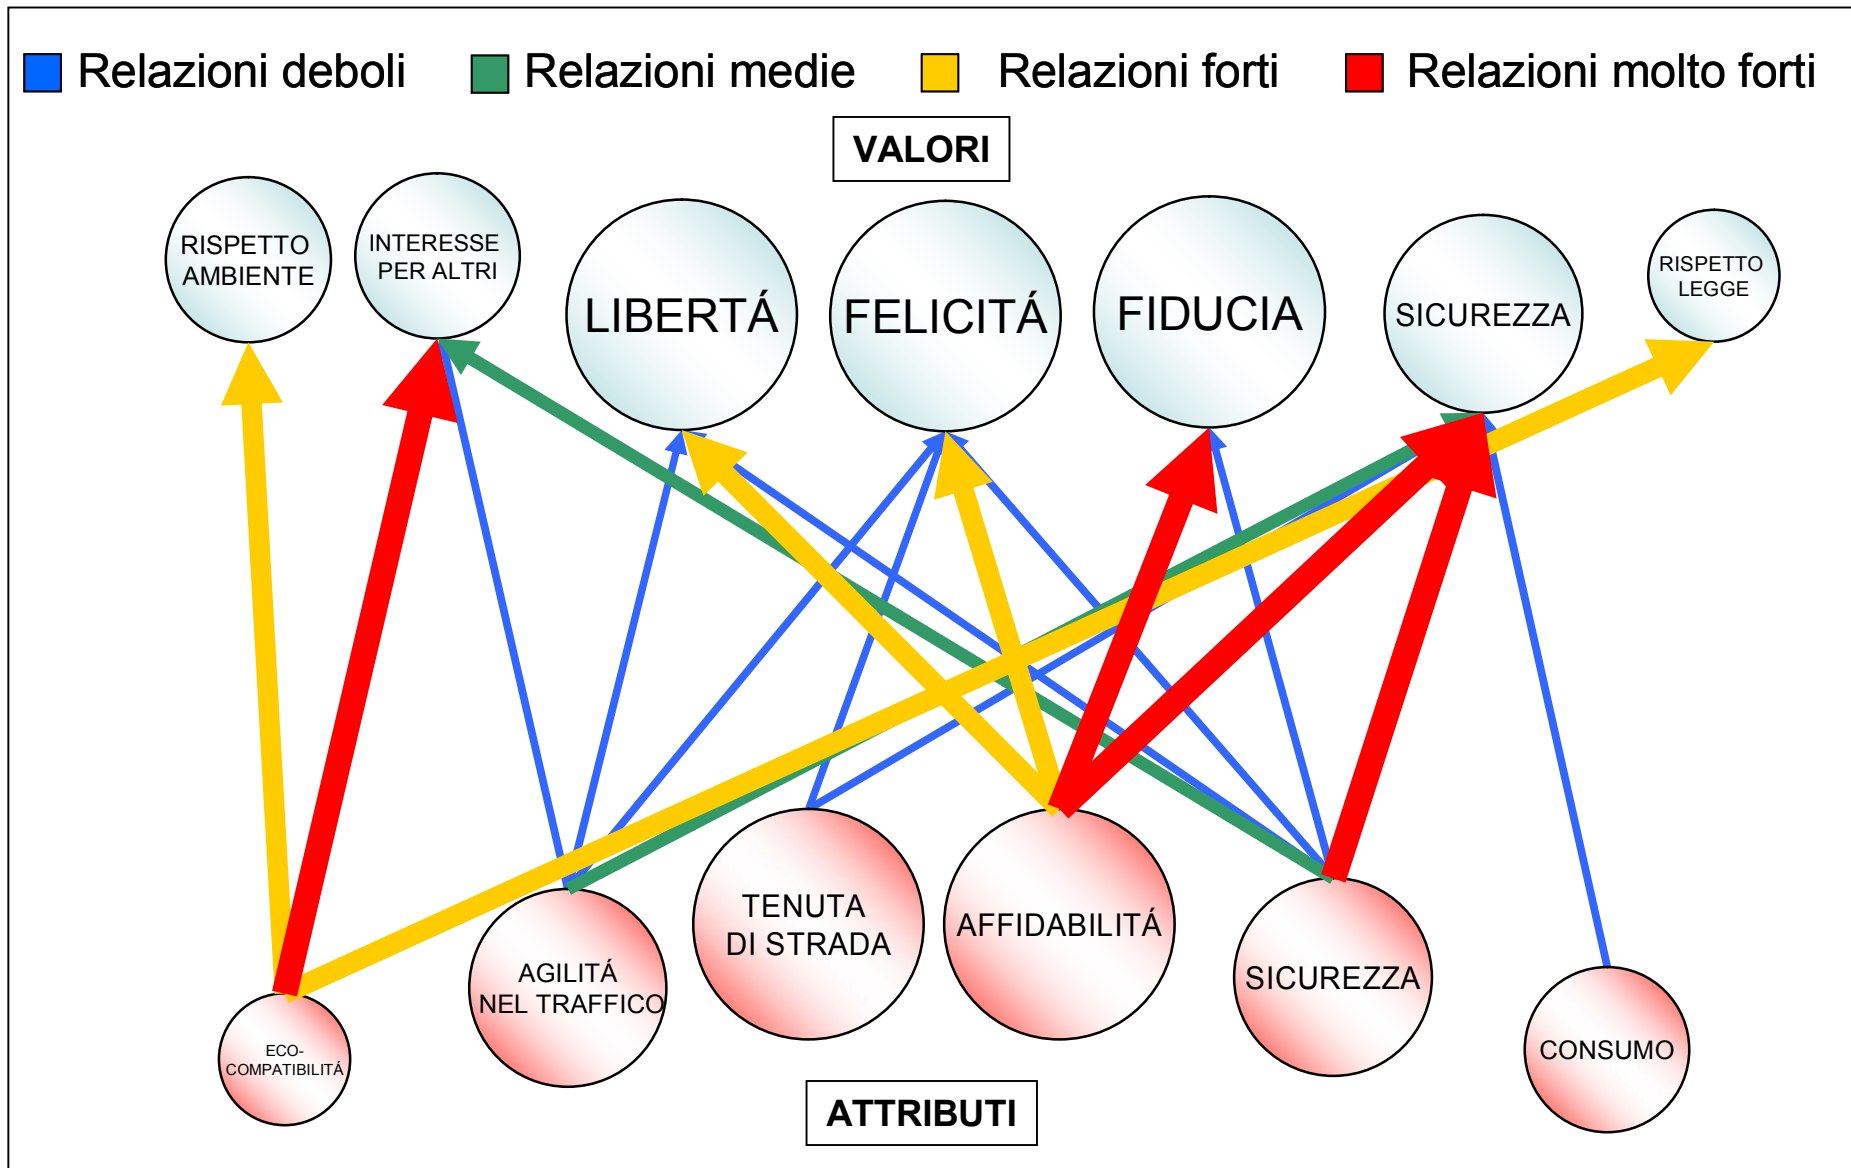 Relazioni deboli
Relazioni medie
Relazioni forti
Relazioni molto forti
VALORI
RISPETTO
AMBIENTE
INTERESSE
PER ALTRI
LIBERTÁ
FELICITÁ
FIDUCIA
SICUREZZA
RISPETTO
LEGGE
ECO-
COMPATIBILITÁ
AGILITÁ
NEL TRAFFICO
TENUTA
DI STRADA
AFFIDABILITÁ
SICUREZZA
CONSUMO
ATTRIBUTI